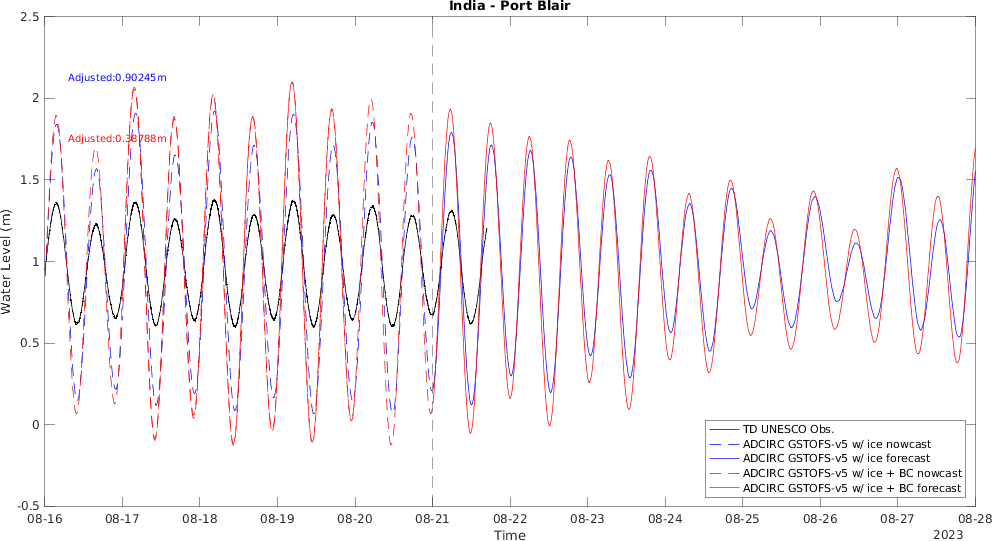 India - Port Blair
2.5
2
1.5
1
0.5
0
-0.5
Water Level (m)
Adjusted:0.90245m
Adjusted:0.38788m
TD UNESCO Obs.
ADCIRC GSTOFS-v5 w/ ice nowcast
ADCIRC GSTOFS-v5 w/ ice forecast
ADCIRC GSTOFS-v5 w/ ice + BC nowcast
ADCIRC GSTOFS-v5 w/ ice + BC forecast
08-16 08-17 08-18 08-19 08-20 08-21 08-22 08-23 08-24 08-25 08-26 08-27 08-28
Time
2023